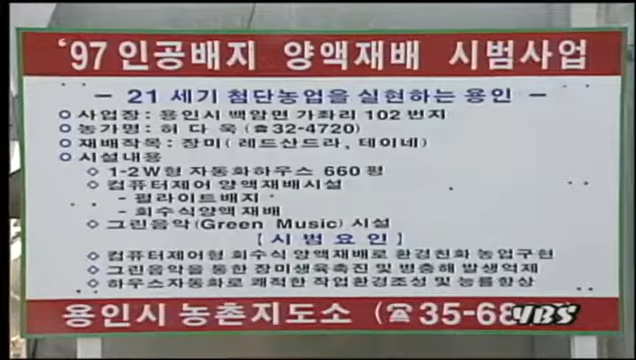 '97 인공배지 양액재배 시범사업
- 21 세기 첨단농업을 실현하는 용인 -
○ 사업장: 용인시 백암면 가좌리 102 번지
○ 농가명: 허 다 욱 (☎32-4720)
○ 재배작목: 장미( 레드산드라, 테이네)
○ 시설내용
◇ 1-2W형 자동화하우스 660 평
◇ 컴퓨터제어 양액재배시설
- 펄라이트배지
- 회수식양액재배
◇ 그린음악(Green Music) 시설
[ 시 범 요 인 ]
◇ 컴퓨터제어형 회수식 양액재배로 환경친화 농업구현
◇ 그린음악을 통한 장미생육촉진 및 병충해 발생억제
◇ 하우스자동화로 쾌적한 작업환경조성 및 능률향상
용인시 농촌지도소 (☎35-68
YBS